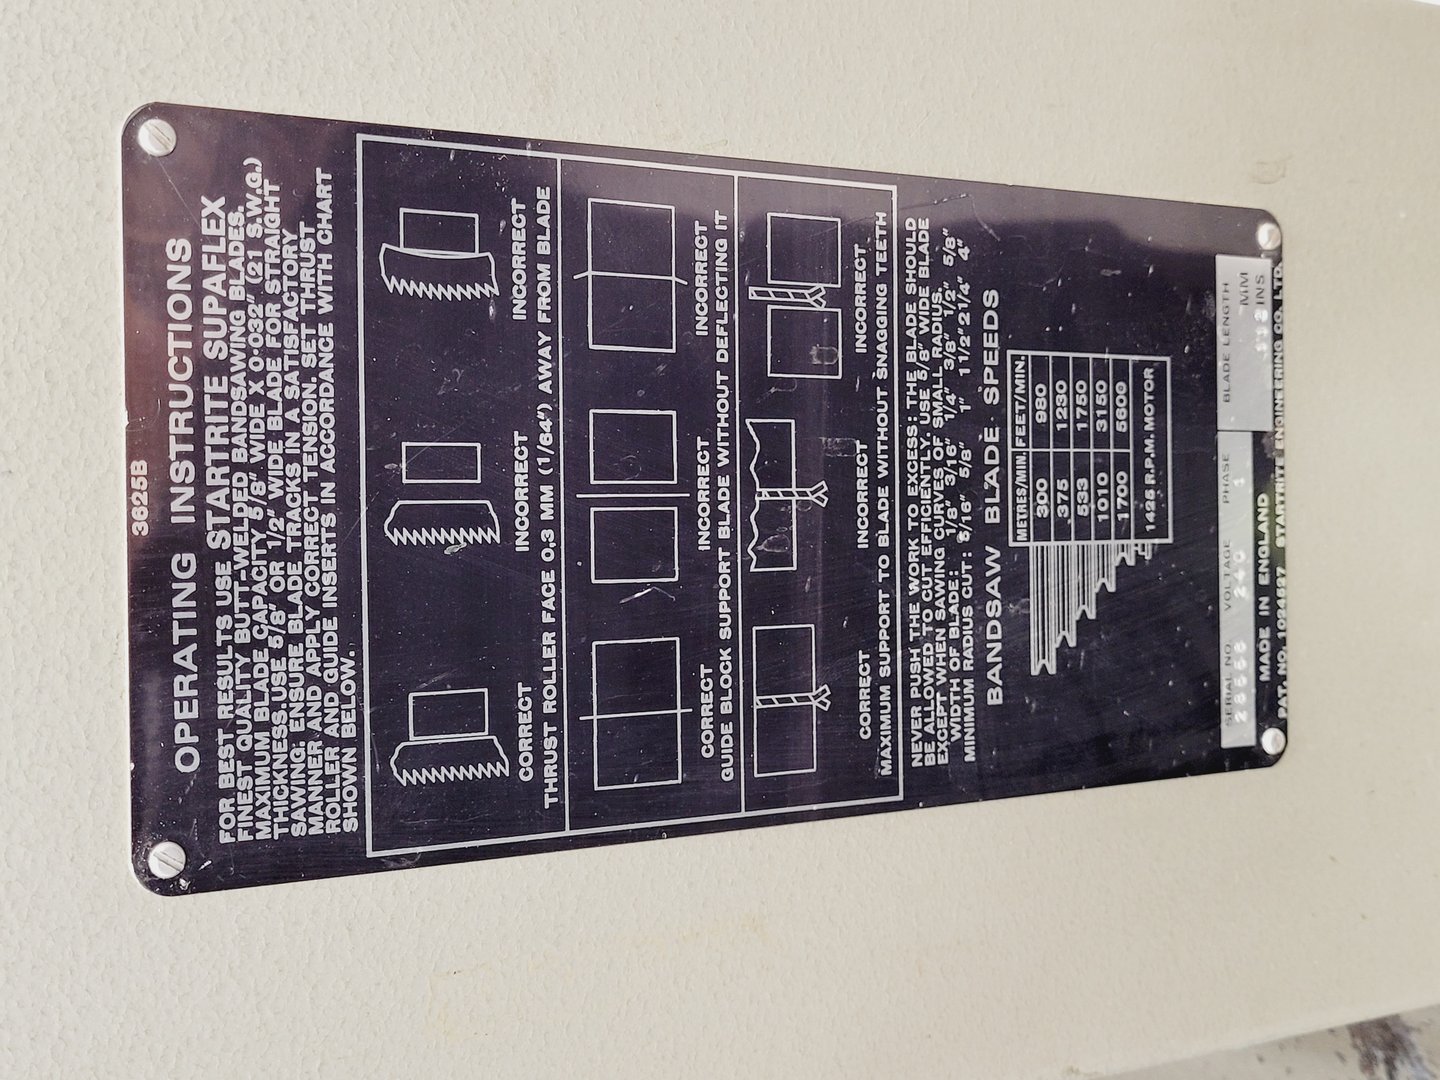 3625B
OPERATING INSTRUCTIONS
FOR BEST RESULTS USE STARTRITE SUPAFLEX
FINEST QUALITY BUTT-WELDED BANDSAWING BLADES.
MAXIMUM BLADE CAPACITY 5/8" WIDE X 0·032" (21 S.W.G.)
THICKNESS. USE 5/8" OR 1/2" WIDE BLADE FOR STRAIGHT
SAWING: ENSURE BLADE TRACKS IN A SATISFACTORY
MANNER AND APPLY CORRECT TENSION. SET THRUST
ROLLER AND GUIDE INSERTS IN ACCORDANCE WITH CHART
SHOWN BELOW.
CORRECT INCORRECT INCORRECT
THRUST ROLLER FACE 0.3 MM (1/64") AWAY FROM BLADE
CORRECT INCORRECT INCORRECT
GUIDE BLOCK SUPPORT BLADE WITHOUT DEFLECTING IT
CORRECT INCORRECT INCORRECT
MAXIMUM SUPPORT TO BLADE WITHOUT SNAGGING TEETH
NEVER PUSH THE WORK TO EXCESS: THE BLADE SHOULD
BE ALLOWED TO CUT EFFICIENTLY. USE 5/8" WIDE BLADE
EXCEPT WHEN SAWING CURVES OF SMALL RADIUS.
WIDTH OF BLADE: 1/8" 3/16" 1/4" 3/8" 1/2" 5/8"
MINIMUM RADIUS CUT: 5/16" 5/8" 1" 1 1/2" 2 1/4" 4"
BANDSAW BLADE SPEEDS
METRES/MIN. FEET/MIN.
300 980
375 1230
533 1750
1010 3150
1700 5600
1425 R.P.M. MOTOR
SERIAL NO VOLTAGE PHASE BLADE LENGTH
240 1 MM
INS
MADE IN ENGLAND
PAT. NO. STARTRITE ENGINEERING CO. LTD.